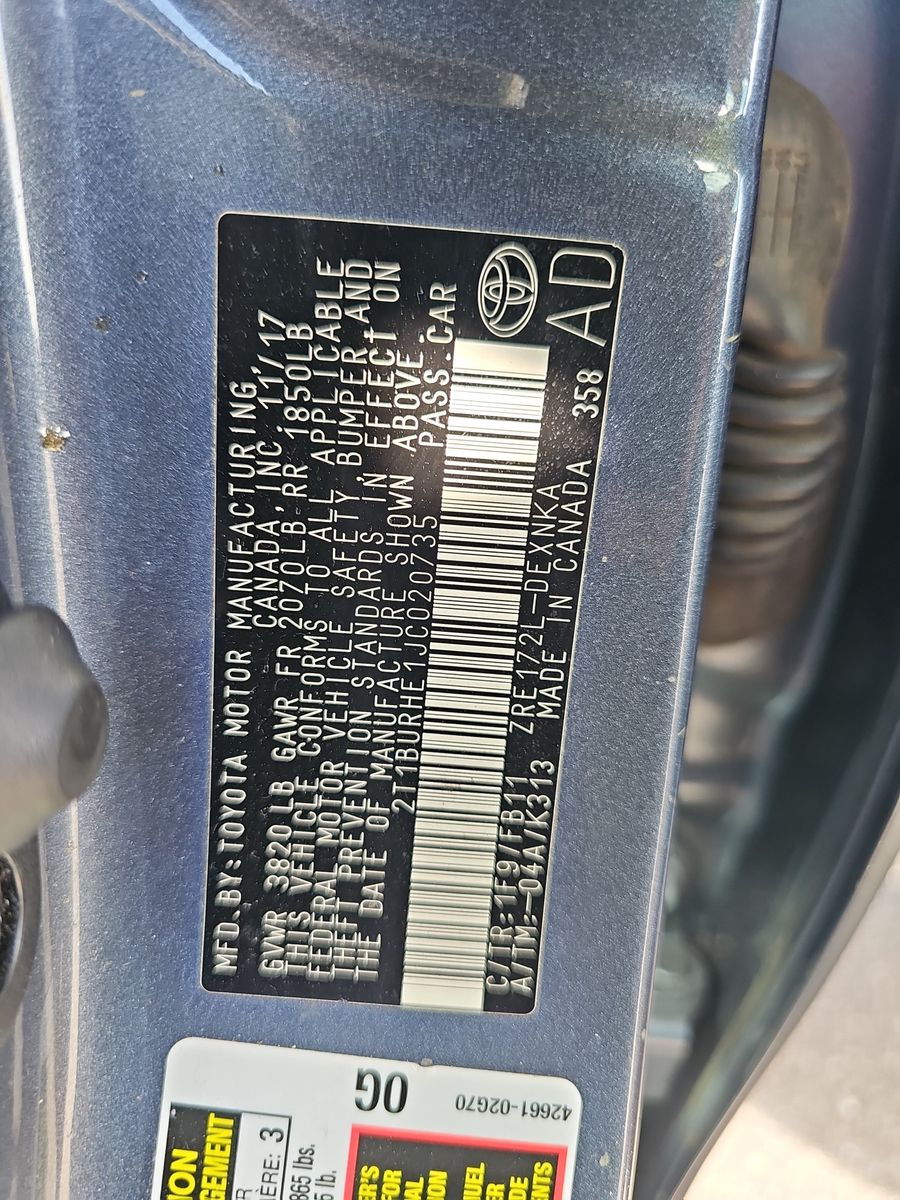 MFD.BY:TOYOTA MOTOR MANUFACTURING,
CANADA,INC 11/17
GVWR 3820LB GAWR FR 2070LB,RR 1850LB
THIS VEHICLE CONFORMS TO ALL APPLICABLE
FEDERAL MOTOR VEHICLE SAFETY, BUMPER,AND
THEFT PREVENTION STANDARDS IN EFFECT ON
THE DATE OF MANUFACTURE SHOWN ABOVE.
2T1BURHE1JC020735 PASS.CAR
C/TR:1F9/FB11 ZRE172L-DEXNKA
A/TM:-04A/K313 MADE IN CANADA 358 AD
0G
42661-02G70
3
865 lbs.